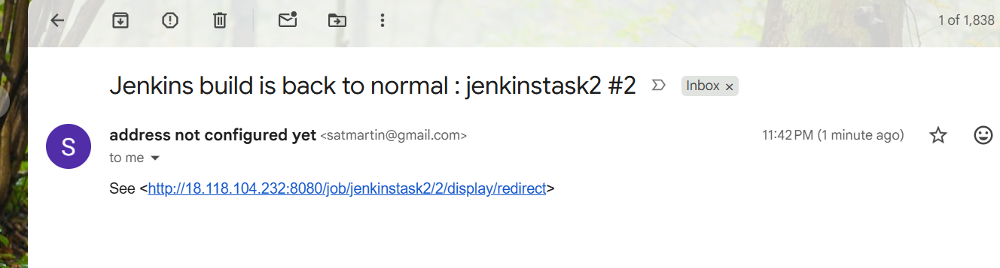 1 of 1,838
Jenkins build is back to normal : jenkinstask2 #2 Inbox ×
S
address not configured yet <satmartin@gmail.com> 11:42 PM (1 minute ago)
to me
See <http://18.118.104.232:8080/job/jenkinstask2/2/display/redirect>